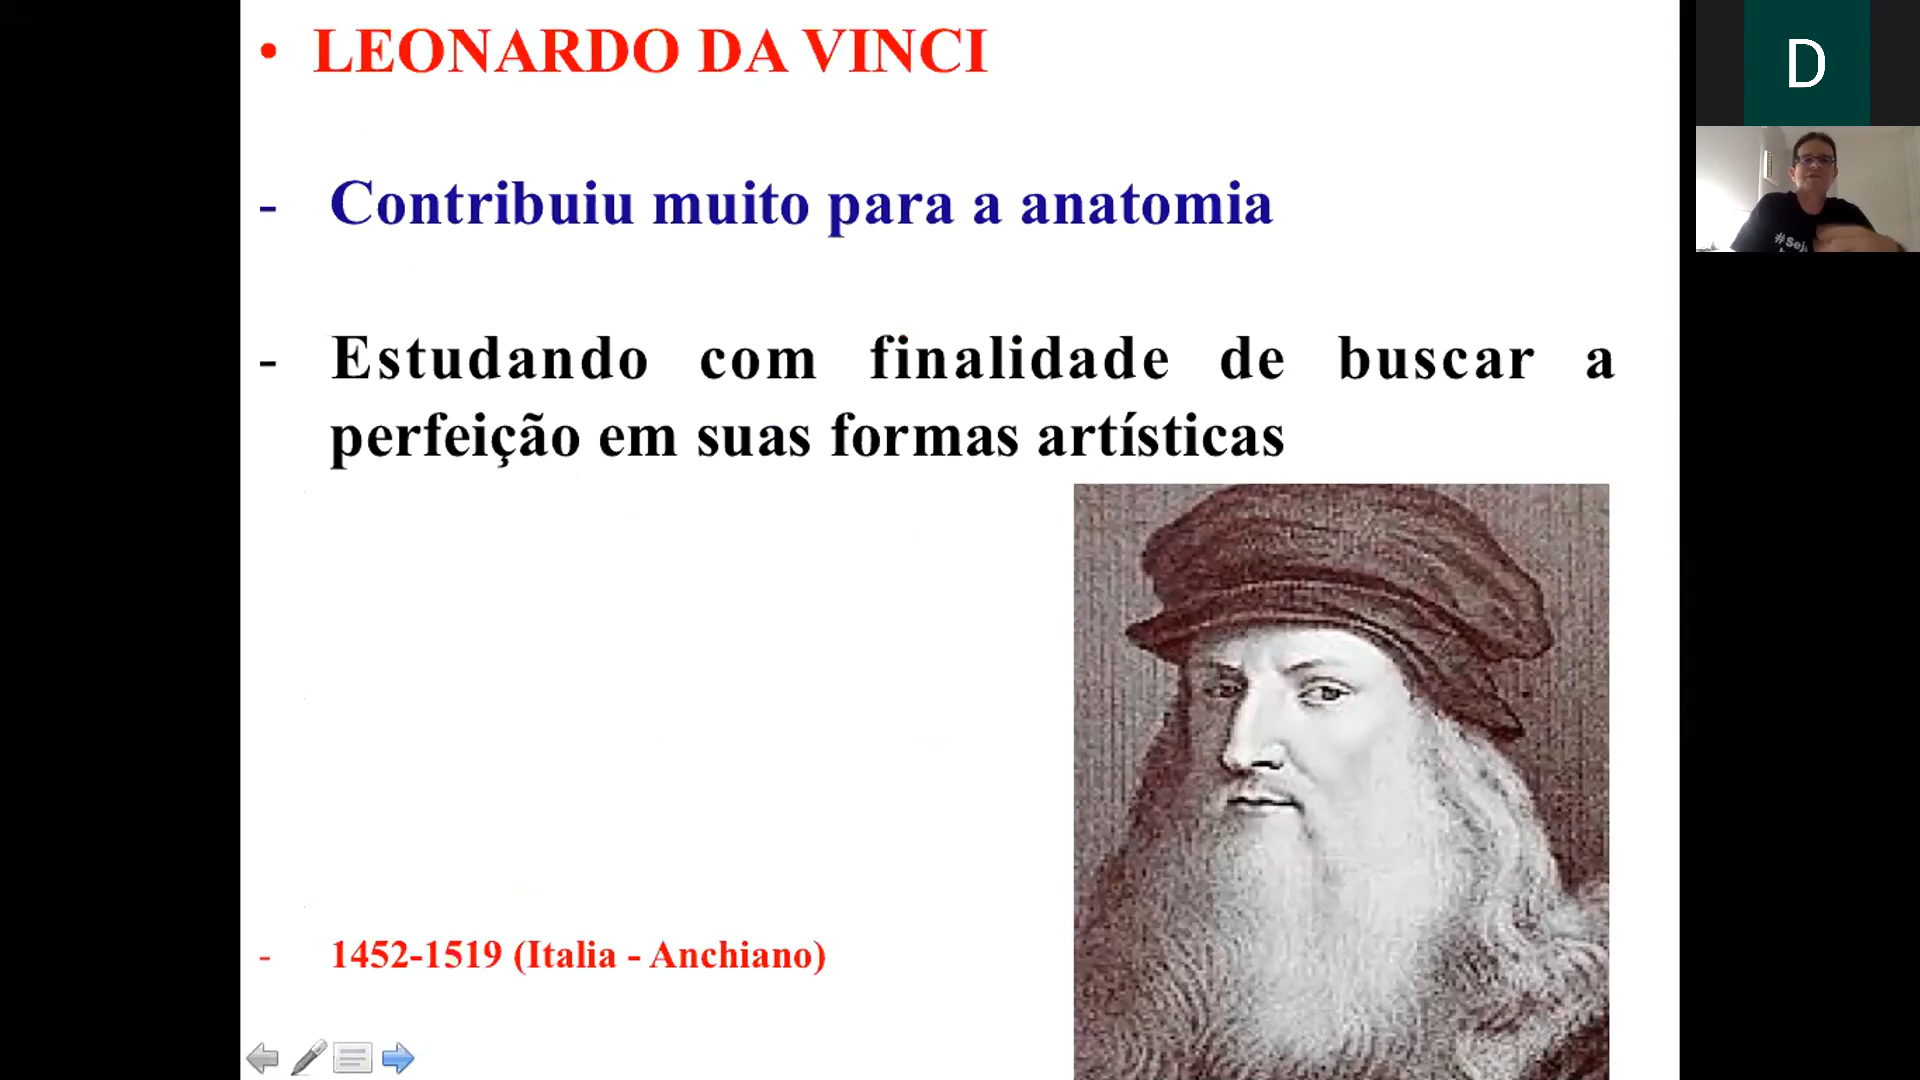 • LEONARDO DA VINCI
- Contribuiu muito para a anatomia
- Estudando com finalidade de buscar a
perfeição em suas formas artísticas
- 1452-1519 (Italia - Anchiano)
D